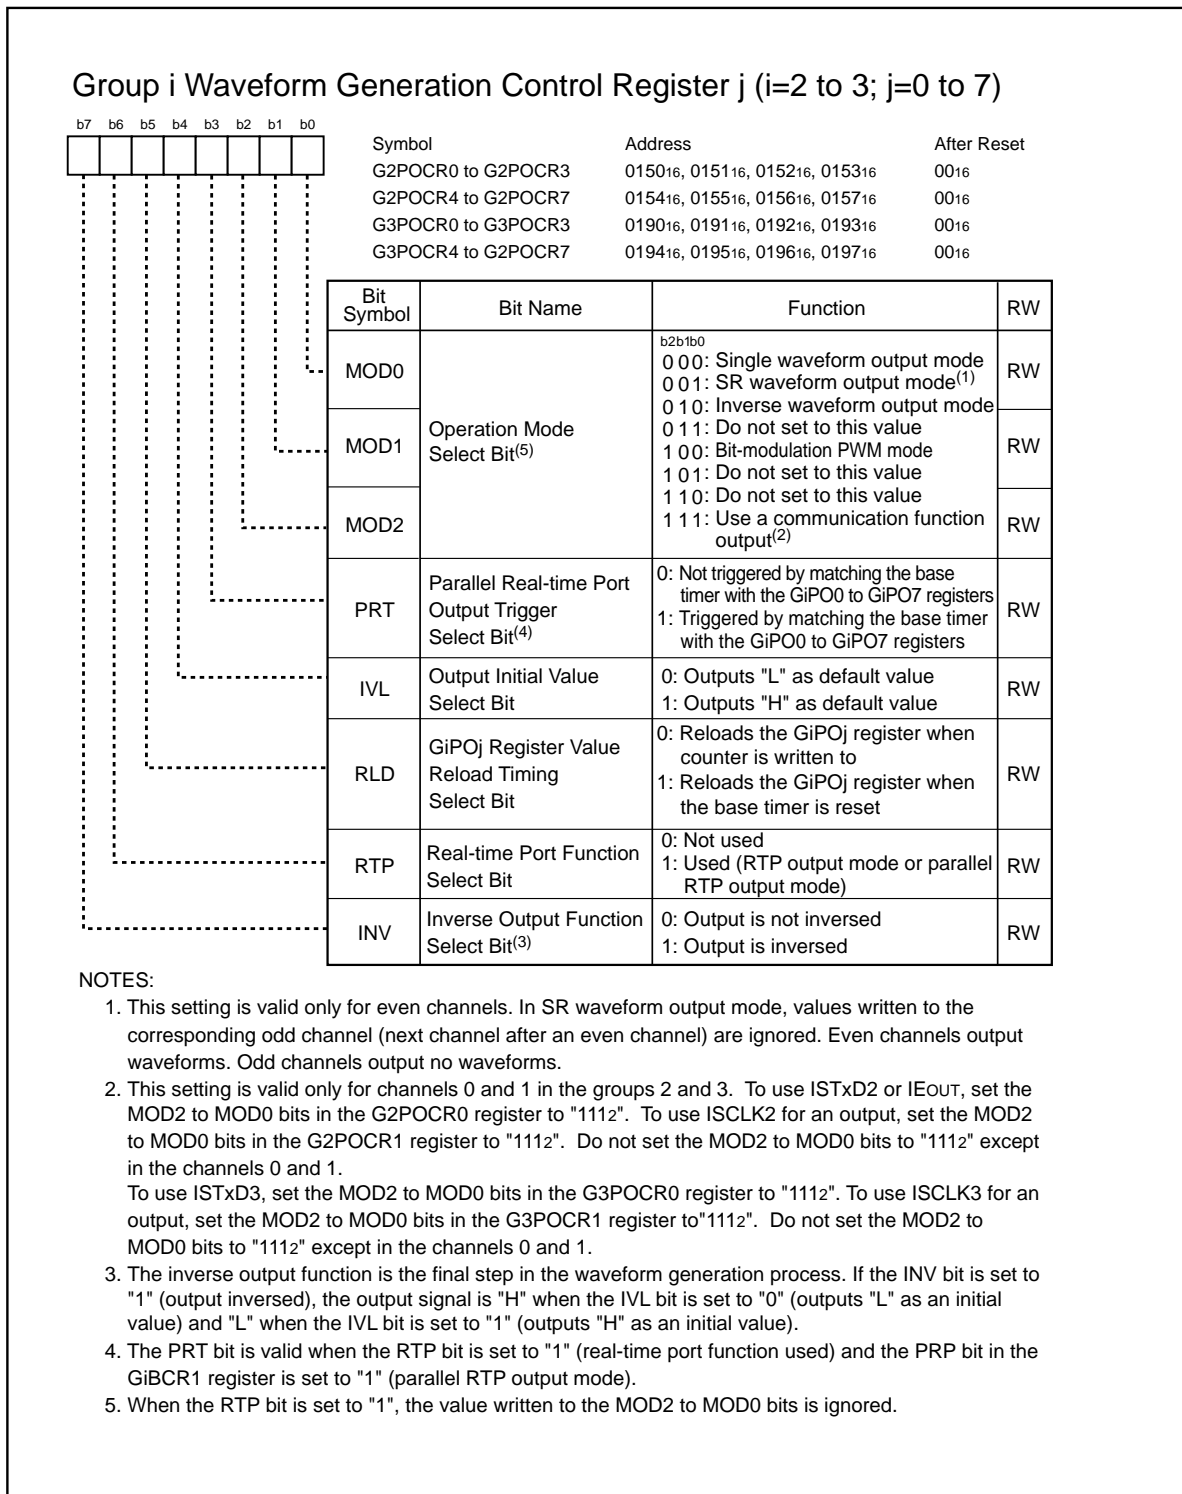 Group i Waveform Generation Control Register j (i=2 to 3; j=0 to 7)
b7 b6 b5 b4 b3 b2 b1 b0
Symbol Address After Reset
G2POCR0 to G2POCR3 015016, 015116, 015216, 015316 0016
G2POCR4 to G2POCR7 015416, 015516, 015616, 015716 0016
G3POCR0 to G3POCR3 019016, 019116, 019216, 019316 0016
G3POCR4 to G2POCR7 019416, 019516, 019616, 019716 0016
Bit Symbol Bit Name Function RW
MOD0 RW
MOD1 RW
MOD2 RW
Operation Mode
Select Bit(5)
b2b1b0
0 0 0: Single waveform output mode
0 0 1: SR waveform output mode(1)
0 1 0: Inverse waveform output mode
0 1 1: Do not set to this value
1 0 0: Bit-modulation PWM mode
1 0 1: Do not set to this value
1 1 0: Do not set to this value
1 1 1: Use a communication function
output(2)
PRT
Parallel Real-time Port
Output Trigger
Select Bit(4)
0: Not triggered by matching the base
timer with the GiPO0 to GiPO7 registers
1: Triggered by matching the base timer
with the GiPO0 to GiPO7 registers
RW
IVL
Output Initial Value
Select Bit
0: Outputs "L" as default value
1: Outputs "H" as default value
RW
RLD
GiPOj Register Value
Reload Timing
Select Bit
0: Reloads the GiPOj register when
counter is written to
1: Reloads the GiPOj register when
the base timer is reset
RW
RTP
Real-time Port Function
Select Bit
0: Not used
1: Used (RTP output mode or parallel
RTP output mode)
RW
INV
Inverse Output Function
Select Bit(3)
0: Output is not inversed
1: Output is inversed
RW
NOTES:
1. This setting is valid only for even channels. In SR waveform output mode, values written to the
corresponding odd channel (next channel after an even channel) are ignored. Even channels output
waveforms. Odd channels output no waveforms.
2. This setting is valid only for channels 0 and 1 in the groups 2 and 3. To use ISTxD2 or IEOUT, set the
MOD2 to MOD0 bits in the G2POCR0 register to "1112". To use ISCLK2 for an output, set the MOD2
to MOD0 bits in the G2POCR1 register to "1112". Do not set the MOD2 to MOD0 bits to "1112" except
in the channels 0 and 1.
To use ISTxD3, set the MOD2 to MOD0 bits in the G3POCR0 register to "1112". To use ISCLK3 for an
output, set the MOD2 to MOD0 bits in the G3POCR1 register to"1112". Do not set the MOD2 to
MOD0 bits to "1112" except in the channels 0 and 1.
3. The inverse output function is the final step in the waveform generation process. If the INV bit is set to
"1" (output inversed), the output signal is "H" when the IVL bit is set to "0" (outputs "L" as an initial
value) and "L" when the IVL bit is set to "1" (outputs "H" as an initial value).
4. The PRT bit is valid when the RTP bit is set to "1" (real-time port function used) and the PRP bit in the
GiBCR1 register is set to "1" (parallel RTP output mode).
5. When the RTP bit is set to "1", the value written to the MOD2 to MOD0 bits is ignored.